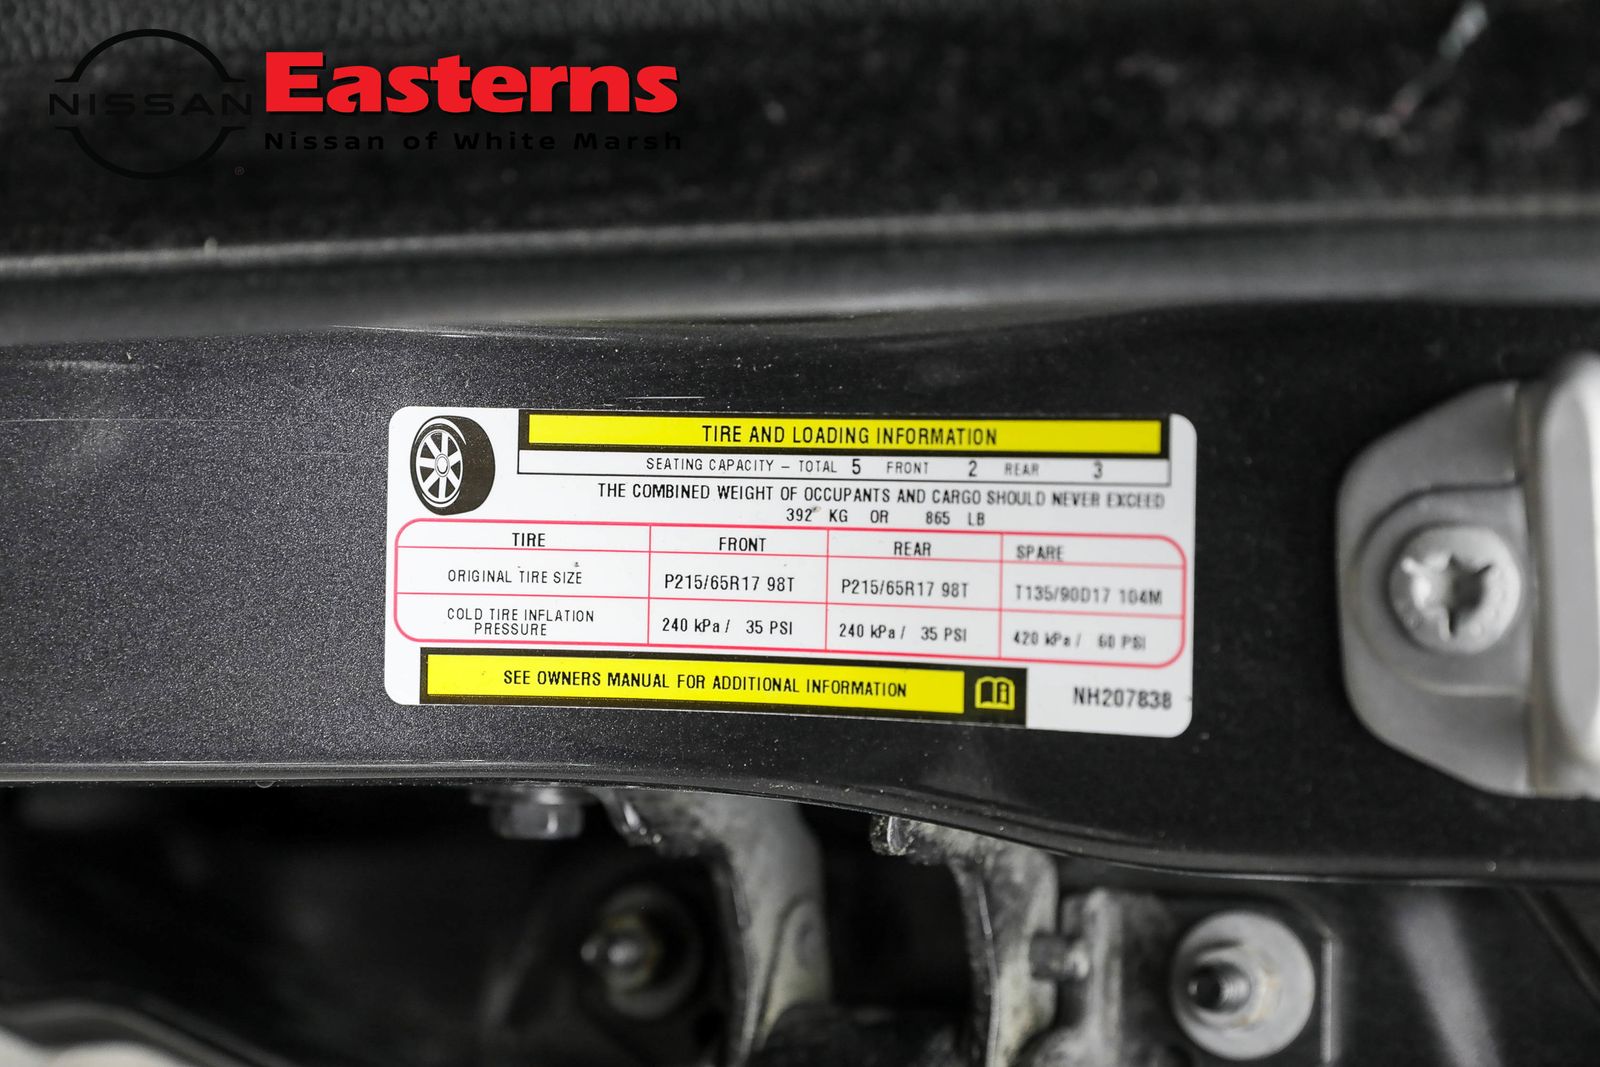 NISSAN
Easterns
Nissan of White Marsh
®
TIRE AND LOADING INFORMATION
SEATING CAPACITY – TOTAL 5 FRONT 2 REAR 3
THE COMBINED WEIGHT OF OCCUPANTS AND CARGO SHOULD NEVER EXCEED
392 KG OR 865 LB
TIRE FRONT REAR SPARE
ORIGINAL TIRE SIZE P215/65R17 98T P215/65R17 98T T135/90D17 104M
COLD TIRE INFLATION
PRESSURE 240 kPa / 35 PSI 240 kPa / 35 PSI 420 kPa / 60 PSI
SEE OWNERS MANUAL FOR ADDITIONAL INFORMATION
NH207838